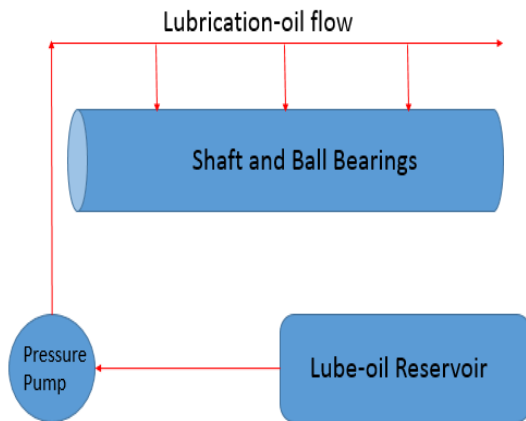 Lubrication-oil flow
Shaft and Ball Bearings
Pressure
Pump
Lube-oil Reservoir